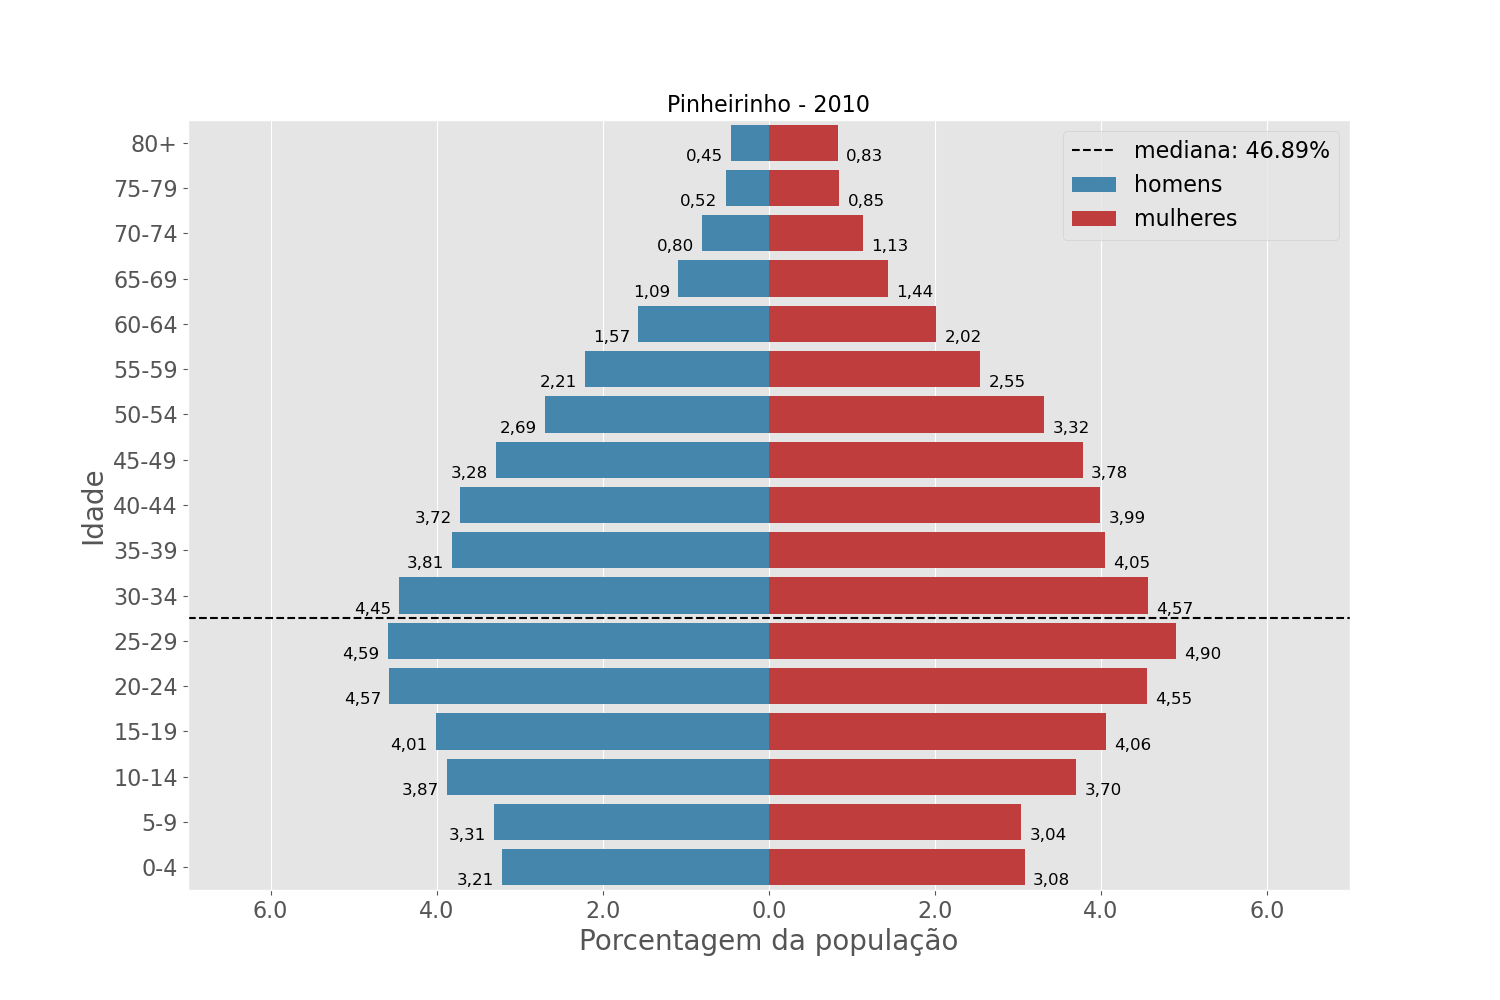 Pinheirinho - 2010
mediana: 46.89%
homens
mulheres
Idade
80+ 0,45 0,83
75-79 0,52 0,85
70-74 0,80 1,13
65-69 1,09 1,44
60-64 1,57 2,02
55-59 2,21 2,55
50-54 2,69 3,32
45-49 3,28 3,78
40-44 3,72 3,99
35-39 3,81 4,05
30-34 4,45 4,57
25-29 4,59 4,90
20-24 4,57 4,55
15-19 4,01 4,06
10-14 3,87 3,70
5-9 3,31 3,04
0-4 3,21 3,08
6.0 4.0 2.0 0.0 2.0 4.0 6.0
Porcentagem da população